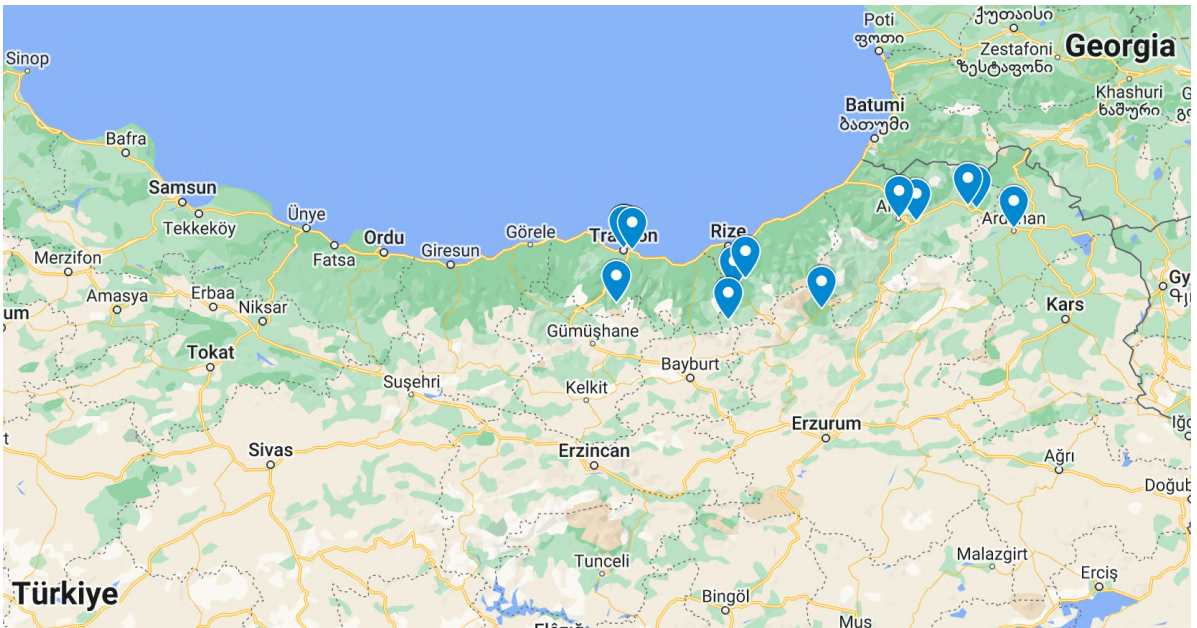 Poti
ფოთი
ქუთაისი
Zestafoni
ზესტაფონი
Georgia
Sinop
Khashuri
ხაშური
Batumi
ბათუმი
Bafra
Samsun
Tekkeköy
Ünye
Fatsa
Ordu
Giresun
Görele
Rize
Merzifon
Amasya
Erbaa
Niksar
Tokat
Gümüşhane
Bayburt
Kars
Suşehri
Kelkit
Sivas
Erzincan
Erzurum
Ağrı
Tunceli
Malazgirt
Erciş
Bingöl
Türkiye